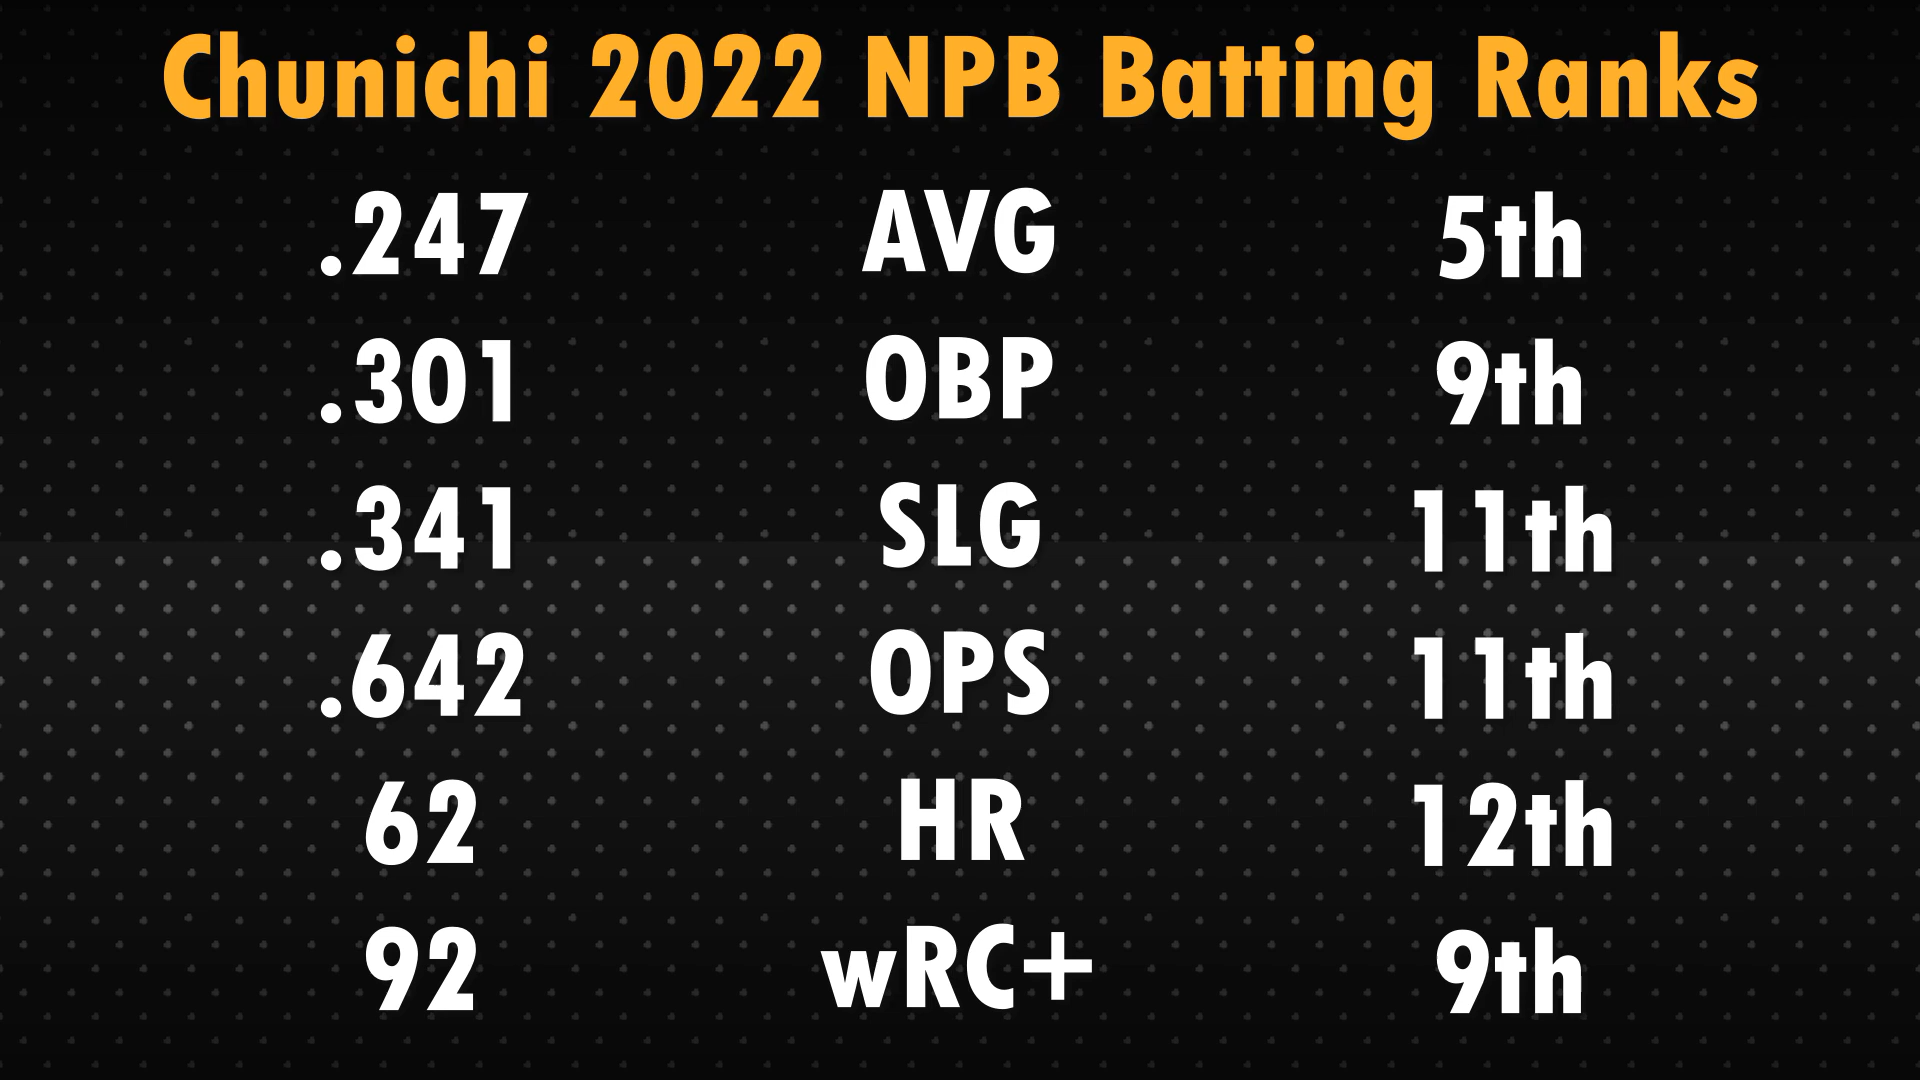 Chunichi 2022 NPB Batting Ranks
.247 AVG 5th
.301 OBP 9th
.341 SLG 11th
.642 OPS 11th
62 HR 12th
92 wRC+ 9th